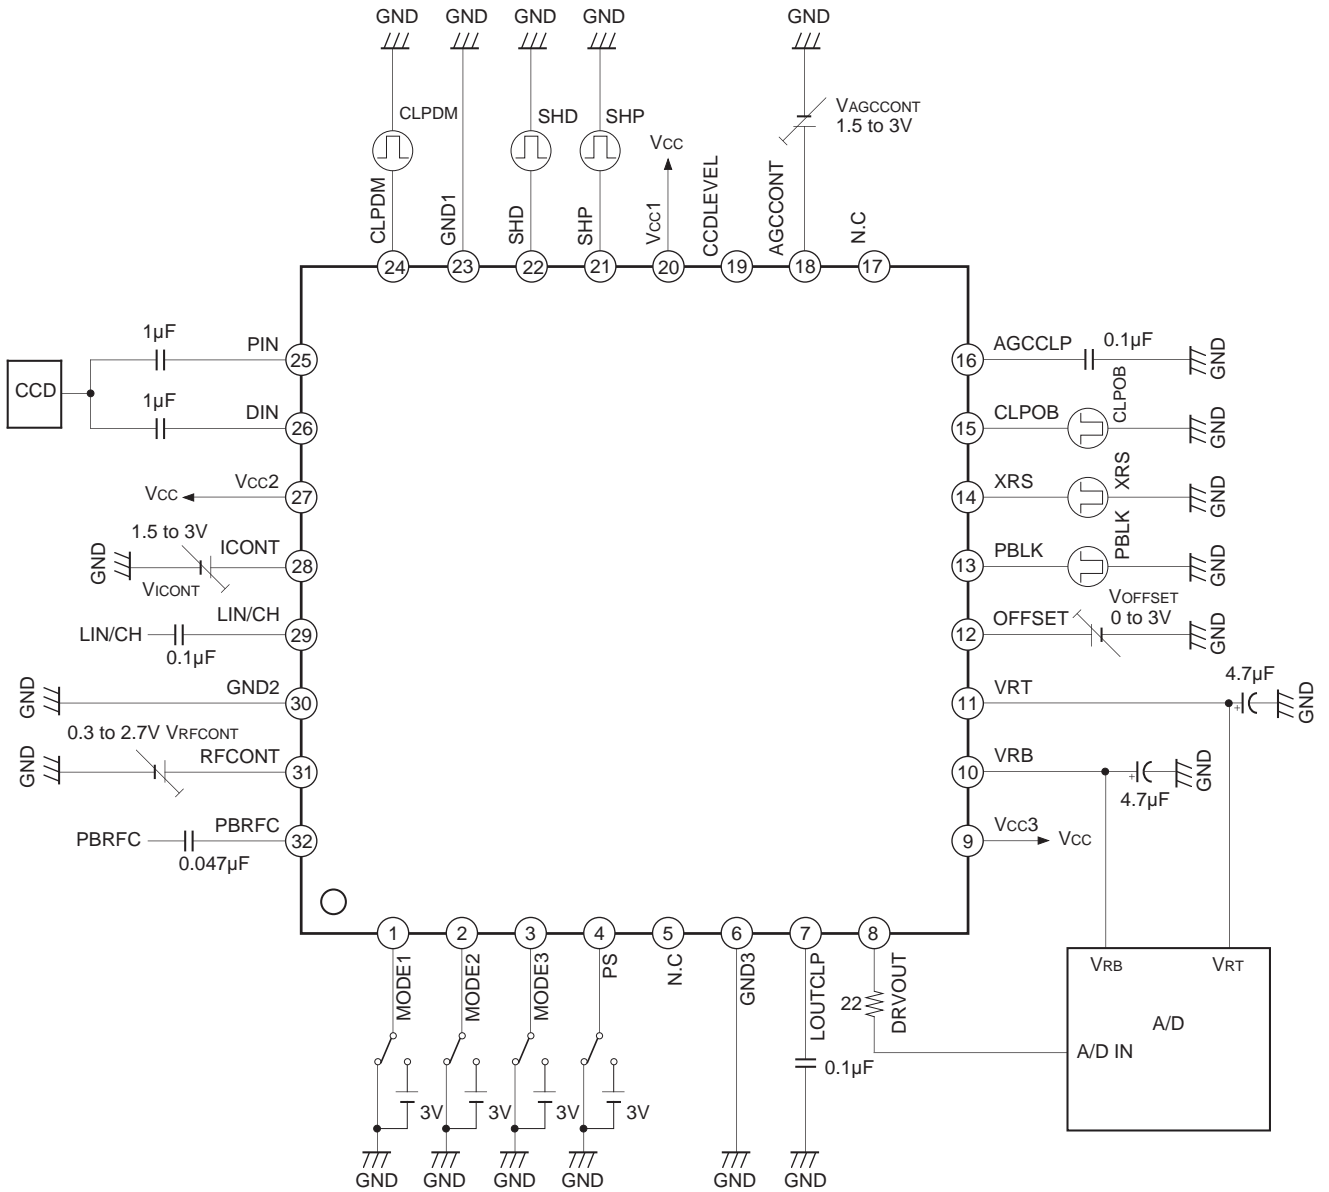 GND GND GND GND GND
CLPDM SHD SHP VCC VAGCCONT
1.5 to 3V
CLPDM GND1 SHD SHP VCC1 CCDLEVEL AGCCONT N.C
24 23 22 21 20 19 18 17
1µF PIN 25
CCD
1µF DIN 26
VCC VCC2 27
1.5 to 3V
GND ICONT 28
VICONT
LIN/CH LIN/CH 29
0.1µF
GND GND2 30
0.3 to 2.7V VRFCONT
GND RFCONT 31
PBRFC PBRFC 32
0.047µF
16 AGCCLP 0.1µF GND
15 CLPOB CLPOB GND
14 XRS XRS GND
13 PBLK PBLK GND
12 OFFSET VOFFSET
0 to 3V GND
11 VRT 4.7µF GND
10 VRB 4.7µF GND
9 VCC3 VCC
1 2 3 4 5 6 7 8
MODE1 MODE2 MODE3 PS N.C GND3 LOUTCLP DRVOUT
22
0.1µF
3V 3V 3V 3V
GND GND GND GND GND GND
VRB VRT
A/D
A/D IN